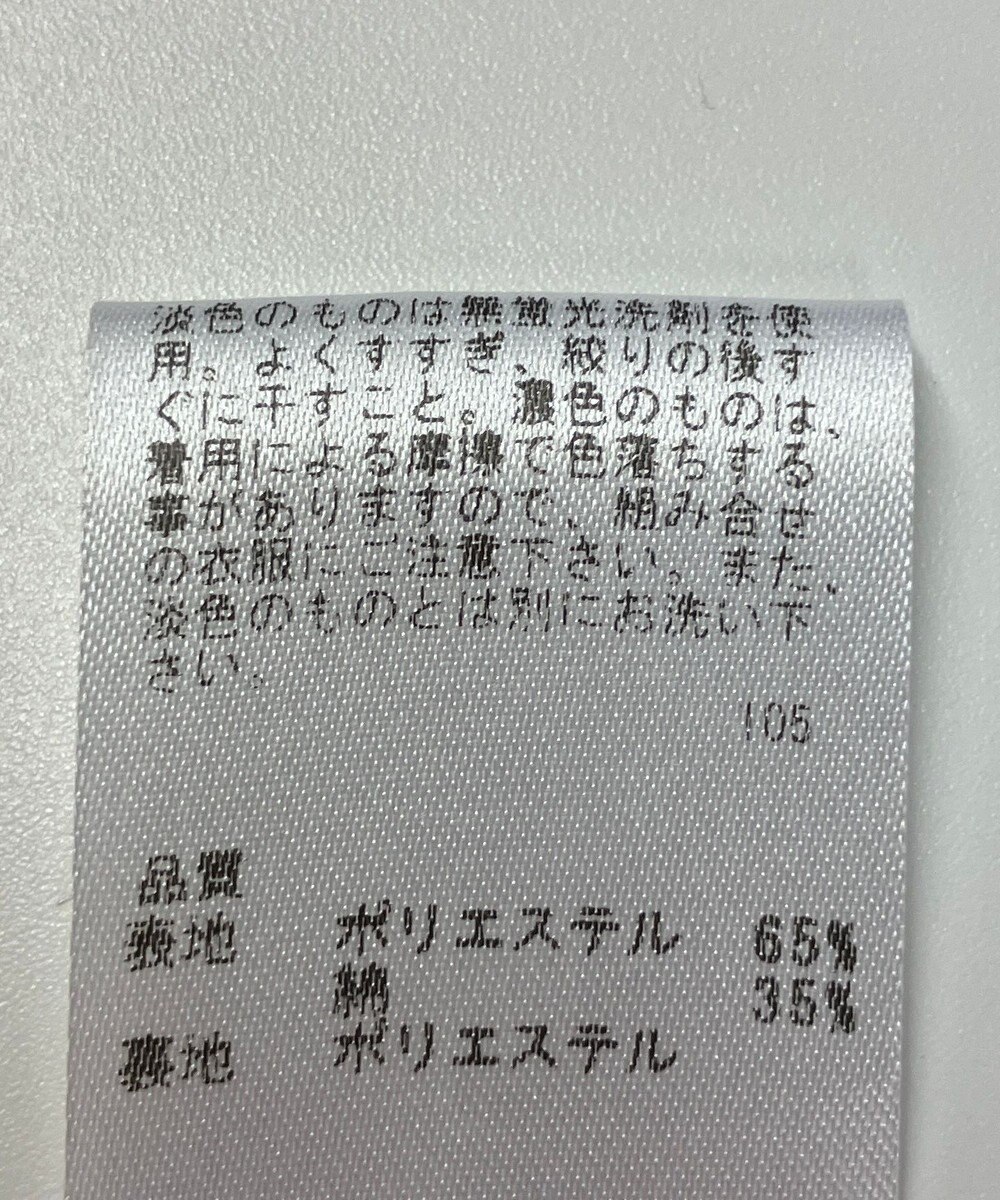 淡色のものは無蛍光洗剤を使
用。よくすすぎ、絞りの後す
ぐに干すこと。濃色のものは、
着用による摩擦で色落ちする
事がありますので、組み合せ
の衣服にご注意下さい。また、
淡色のものとは別にお洗い下
さい。
105
品質
表地 ポリエステル 65%
綿 35%
裏地 ポリエステル